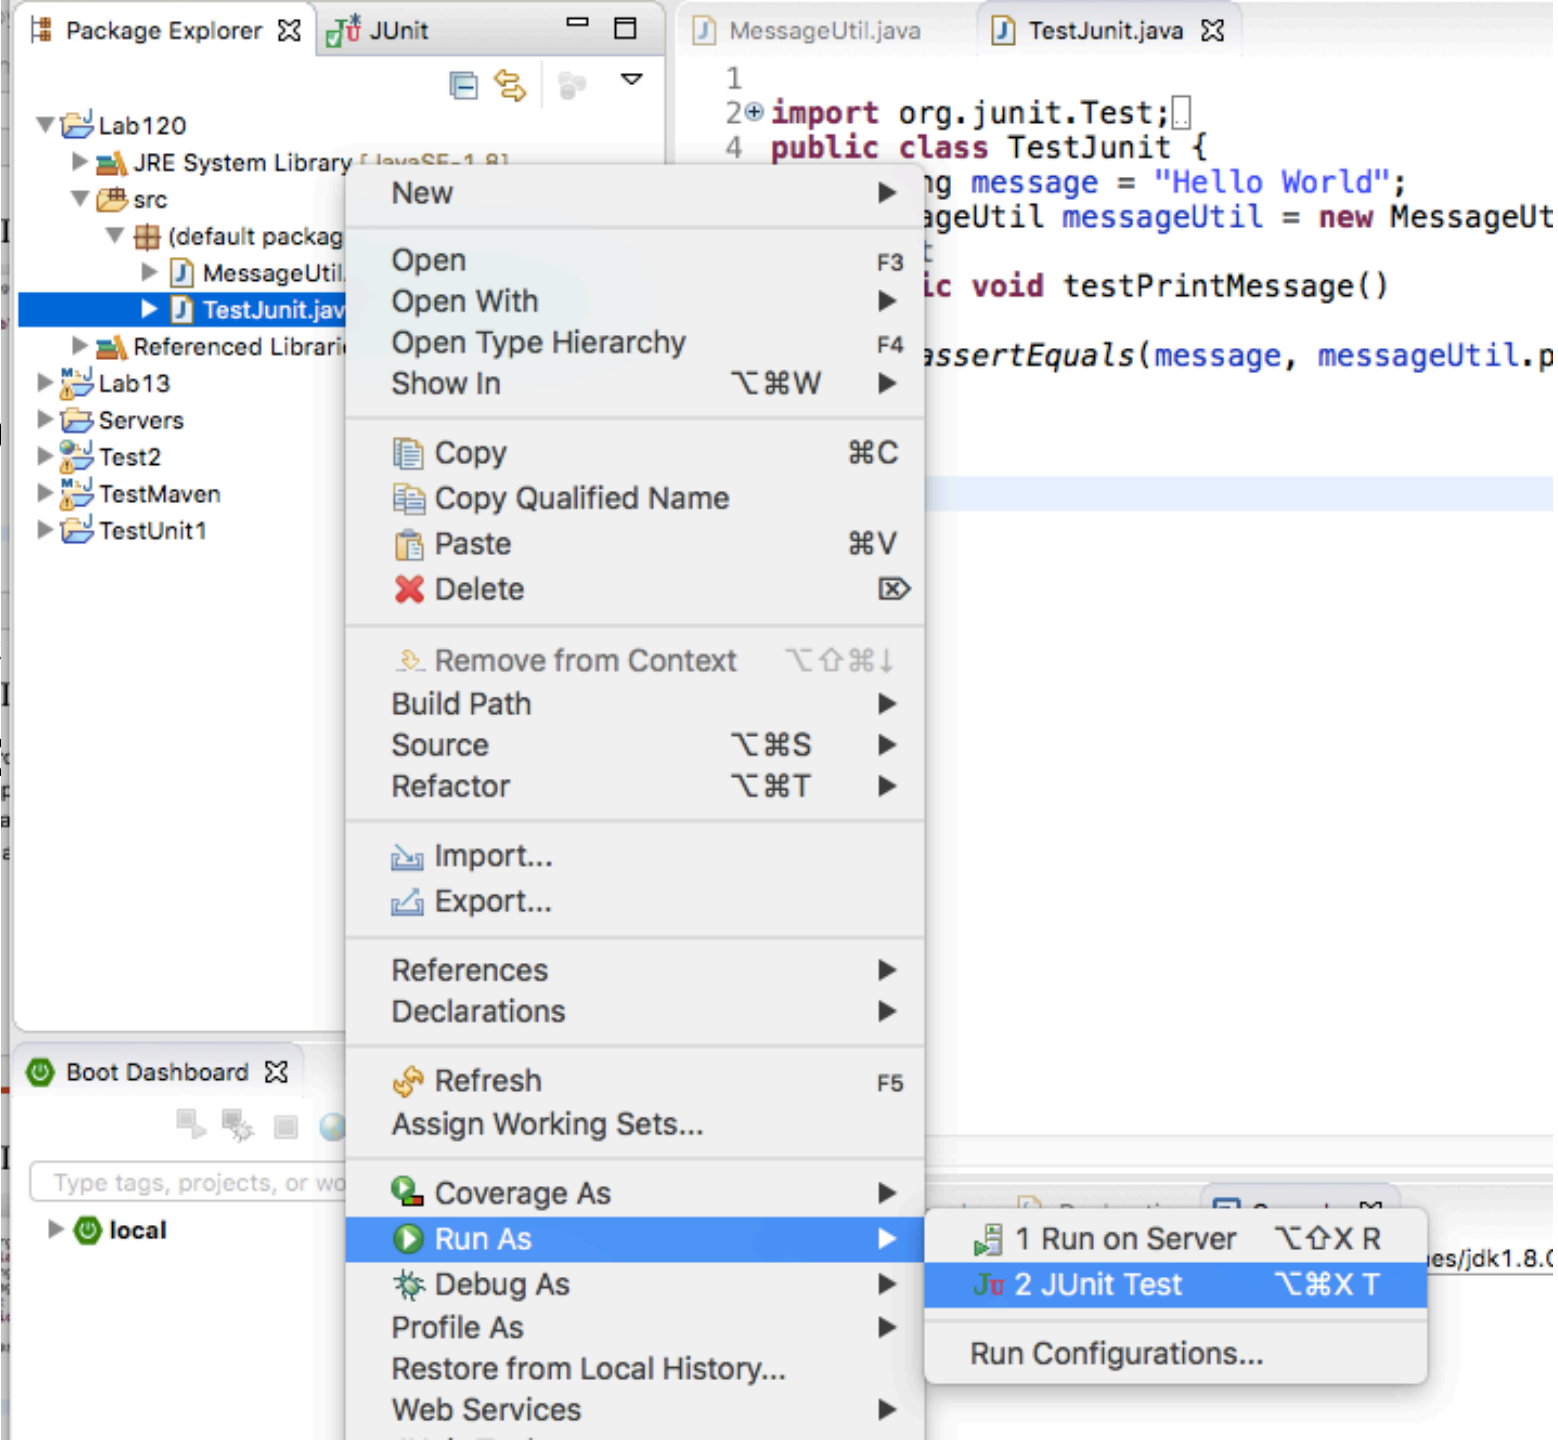 Package Explorer
JUnit
Lab120
JRE System Library [JavaSE-1.8]
src
(default packag
MessageUtil.
TestJunit.jav
Referenced Librari
Lab13
Servers
Test2
TestMaven
TestUnit1
MessageUtil.java
TestJunit.java
1
2 import org.junit.Test;
4 public class TestJunit {
ng message = "Hello World";
ageUtil messageUtil = new MessageUt
t
ic void testPrintMessage()
assertEquals(message, messageUtil.p
New
Open F3
Open With
Open Type Hierarchy F4
Show In ⌥⌘W
Copy ⌘C
Copy Qualified Name
Paste ⌘V
Delete ⌦
Remove from Context ⌥⇧⌘↓
Build Path
Source ⌥⌘S
Refactor ⌥⌘T
Import...
Export...
References
Declarations
Refresh F5
Assign Working Sets...
Coverage As
Run As
Debug As
Profile As
Restore from Local History...
Web Services
1 Run on Server ⌥⇧X R
2 JUnit Test ⌥⌘X T
Run Configurations...
es/jdk1.8.0
Boot Dashboard
Type tags, projects, or wo
local